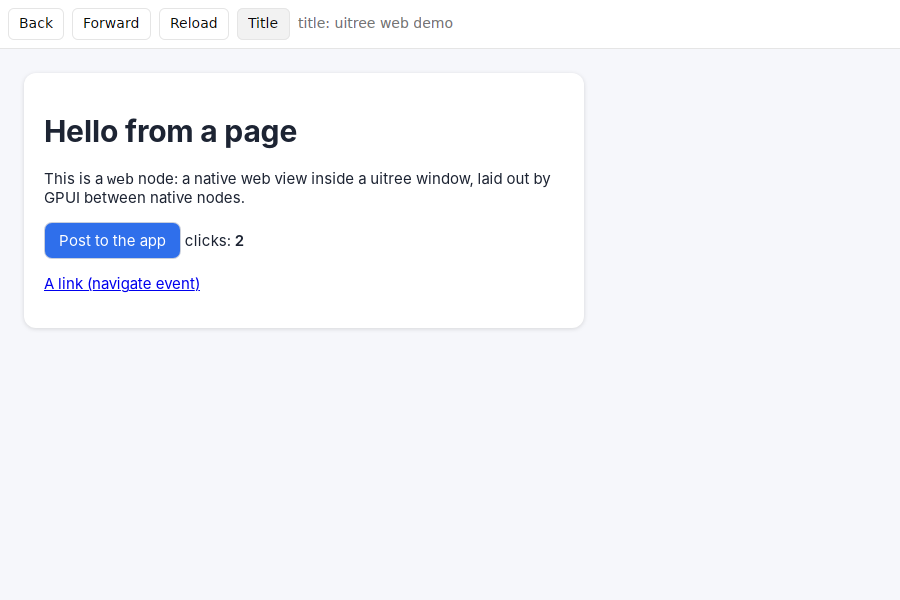 Back Forward Reload Title title: uitree web demo
Hello from a page
This is a web node: a native web view inside a uitree window, laid out by
GPUI between native nodes.
Post to the app clicks: 2
A link (navigate event)